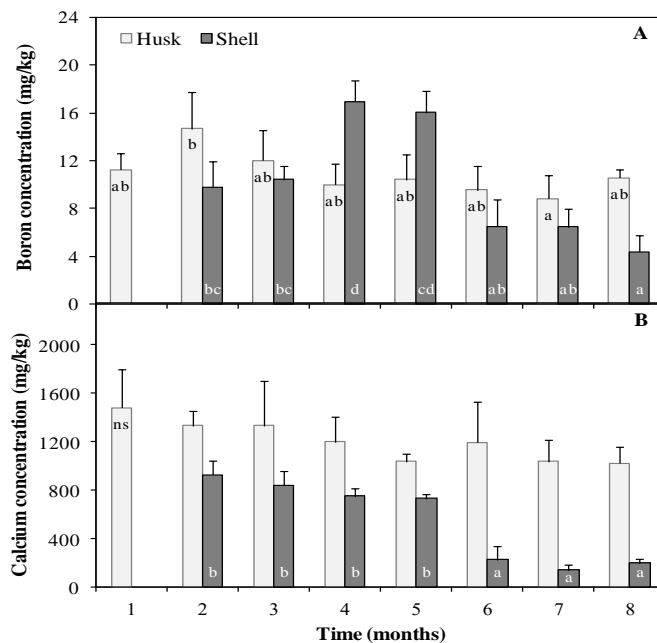 A
Husk Shell
Boron concentration (mg/kg)
24
20
16
12
8
4
0
ab
b
ab
ab
ab
ab
a
ab
bc
bc
d
cd
ab
ab
a
B
Calcium concentration (mg/kg)
2000
1600
1200
800
400
0
ns
b
b
b
b
a
a
a
1 2 3 4 5 6 7 8
Time (months)